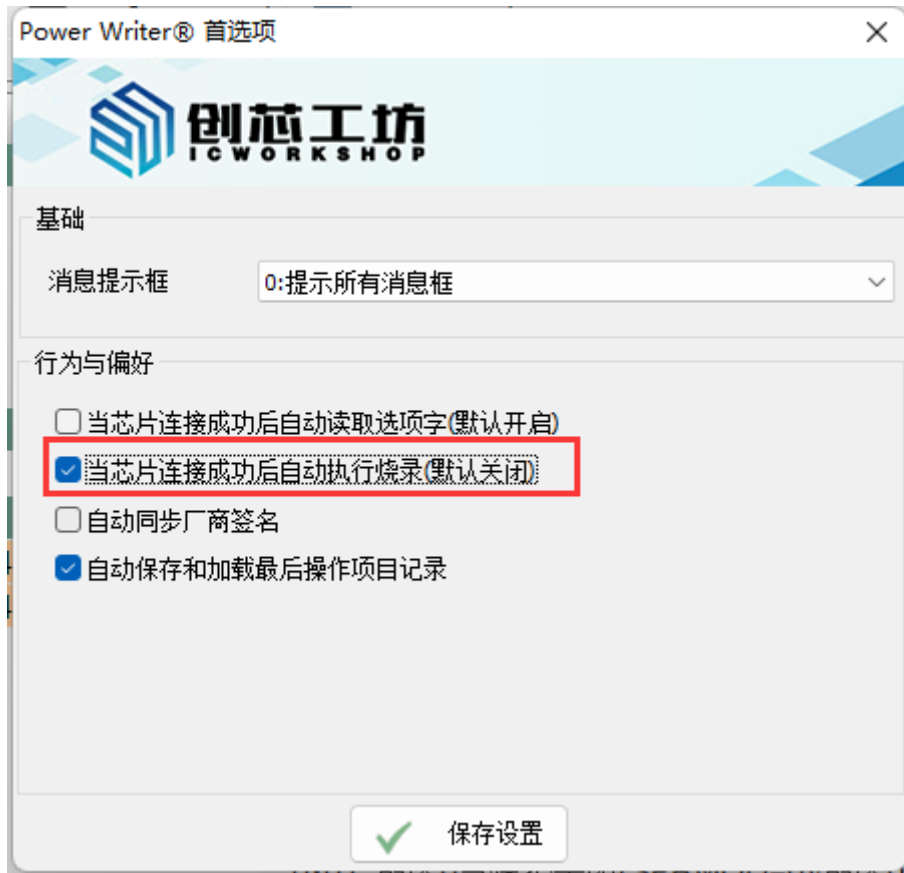 Power Writer® 首选项
创芯工坊
ICWORKSHOP
基础
消息提示框
0:提示所有消息框
行为与偏好
当芯片连接成功后自动读取选项字(默认开启)
当芯片连接成功后自动执行烧录(默认关闭)
自动同步厂商签名
自动保存和加载最后操作项目记录
保存设置